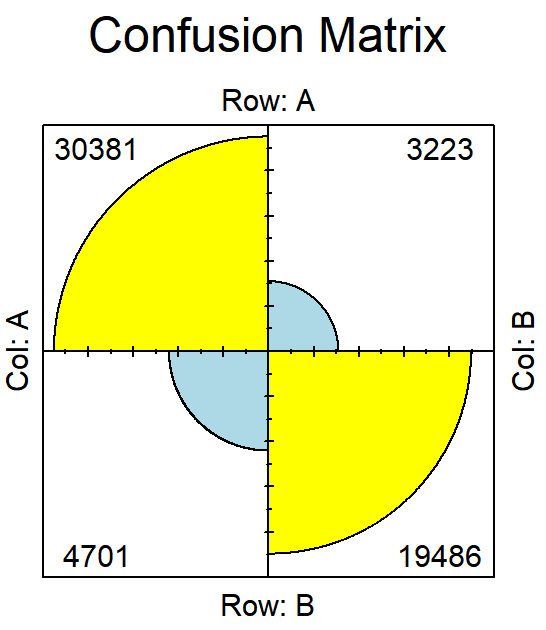 Confusion Matrix
Row: A
30381
3223
Col: A
Col: B
4701
19486
Row: B